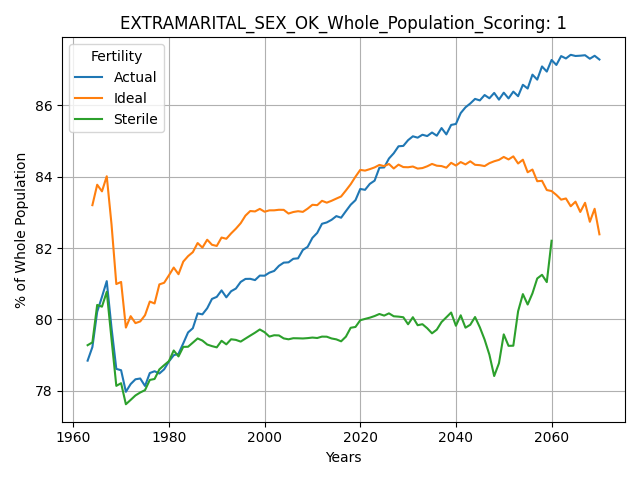 EXTRAMARITAL_SEX_OK_Whole_Population_Scoring: 1
Fertility
Actual
Ideal
Sterile
% of Whole Population
86
84
82
80
78
1960
1980
2000
2020
2040
2060
Years